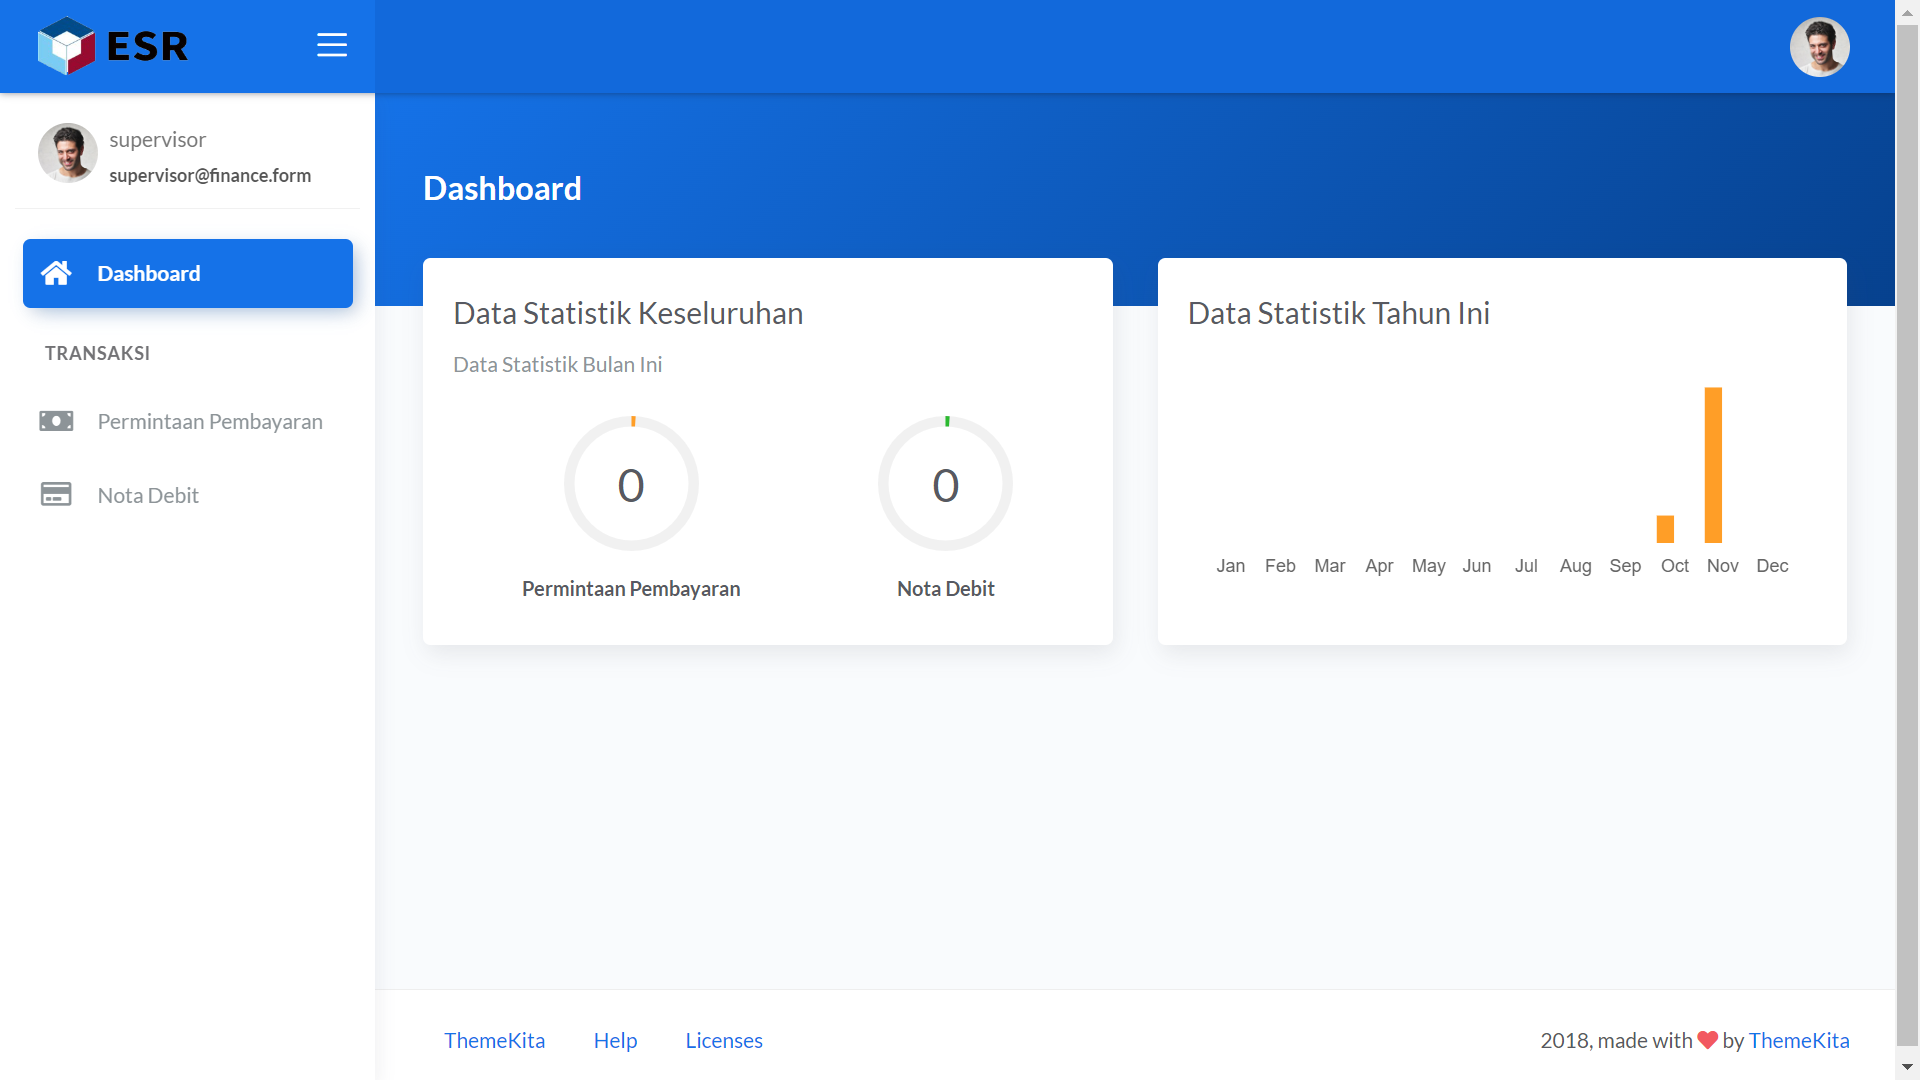 ESR
supervisor
supervisor@finance.form
Dashboard
TRANSAKSI
Permintaan Pembayaran
Nota Debit
Dashboard
Data Statistik Keseluruhan
Data Statistik Bulan Ini
0
Permintaan Pembayaran
0
Nota Debit
Data Statistik Tahun Ini
Jan Feb Mar Apr May Jun Jul Aug Sep Oct Nov Dec
ThemeKita Help Licenses
2018, made with by ThemeKita